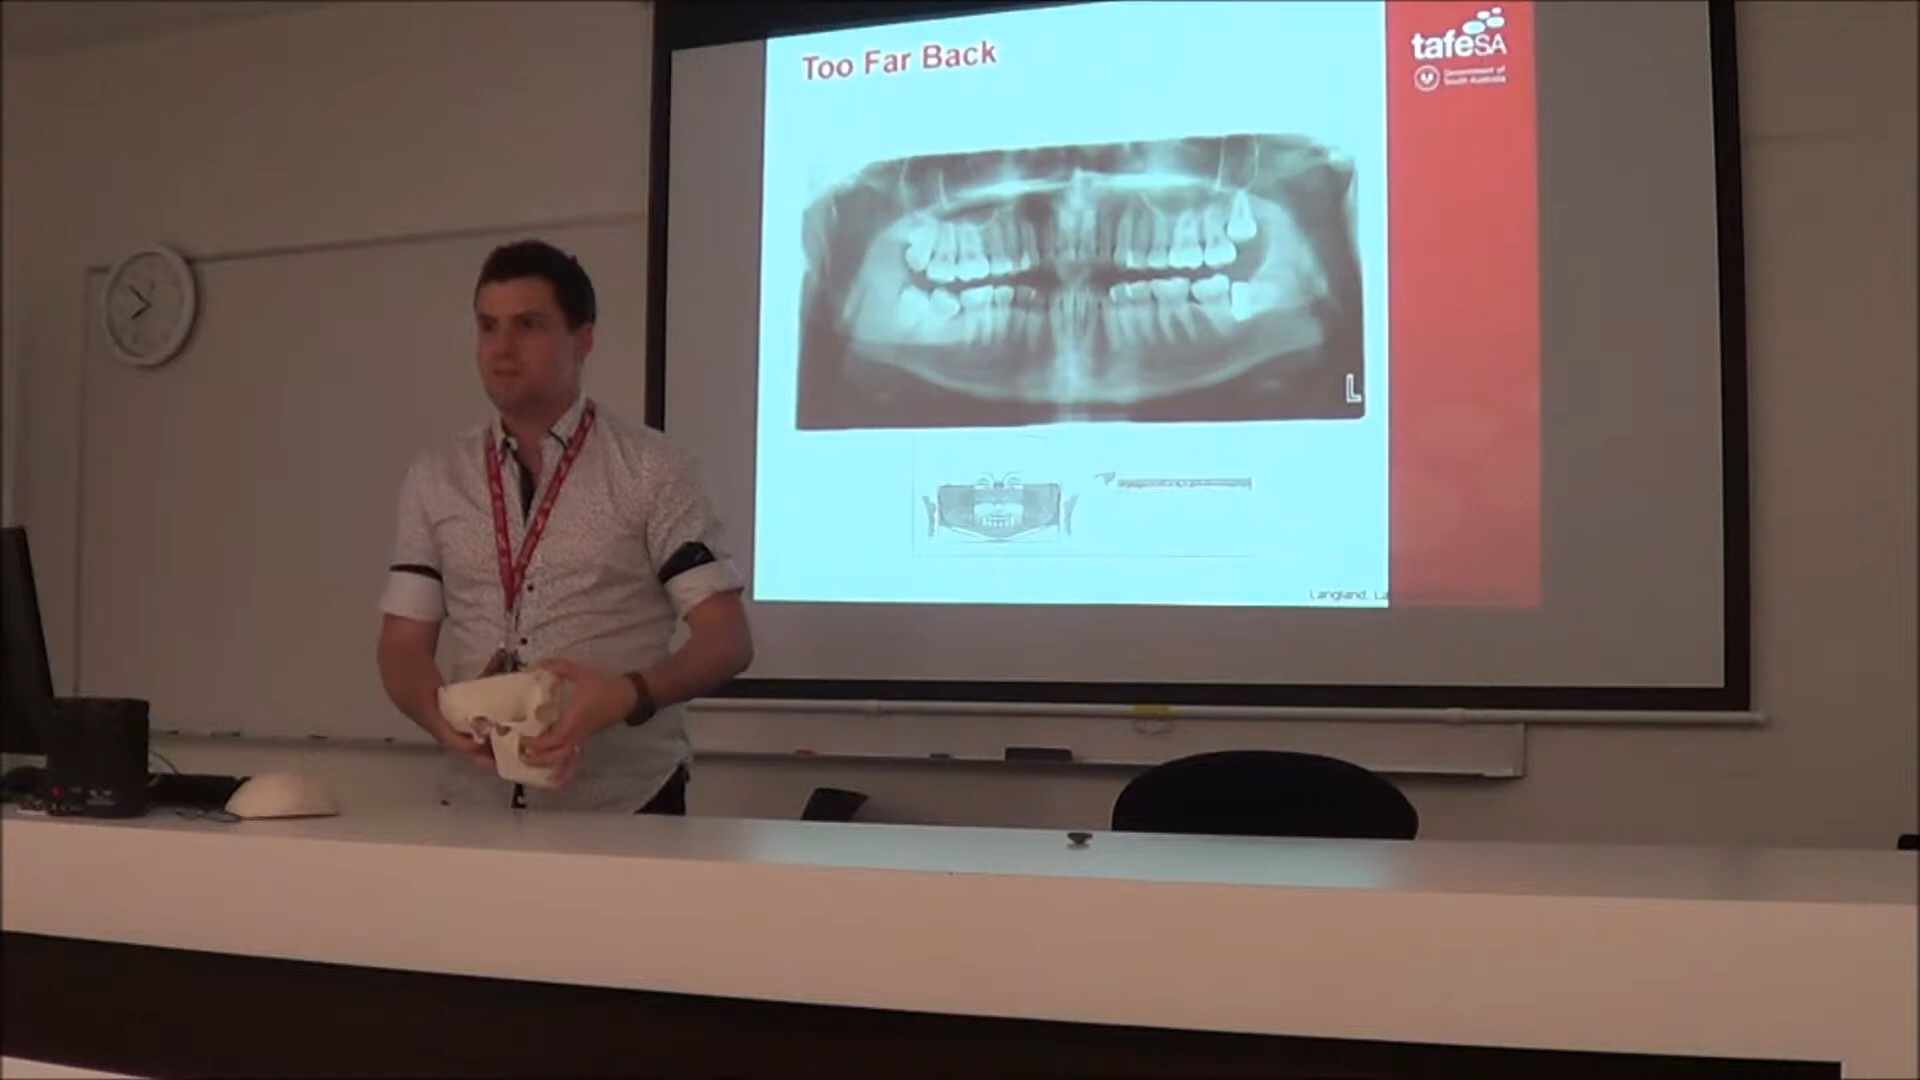 Too Far Back
tafeSA
Government of
South Australia
L
Langland, La